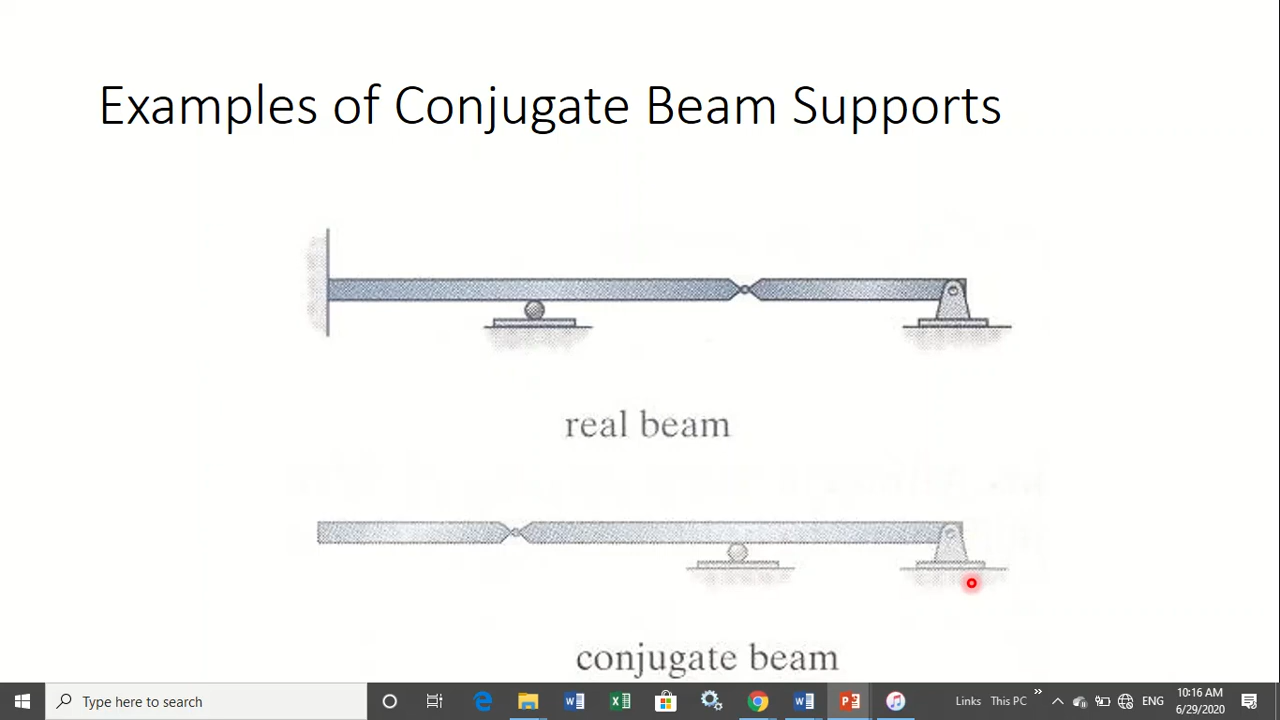 Examples of Conjugate Beam Supports
real beam
conjugate beam
Type here to search
Links This PC
ENG
10:16 AM
6/29/2020